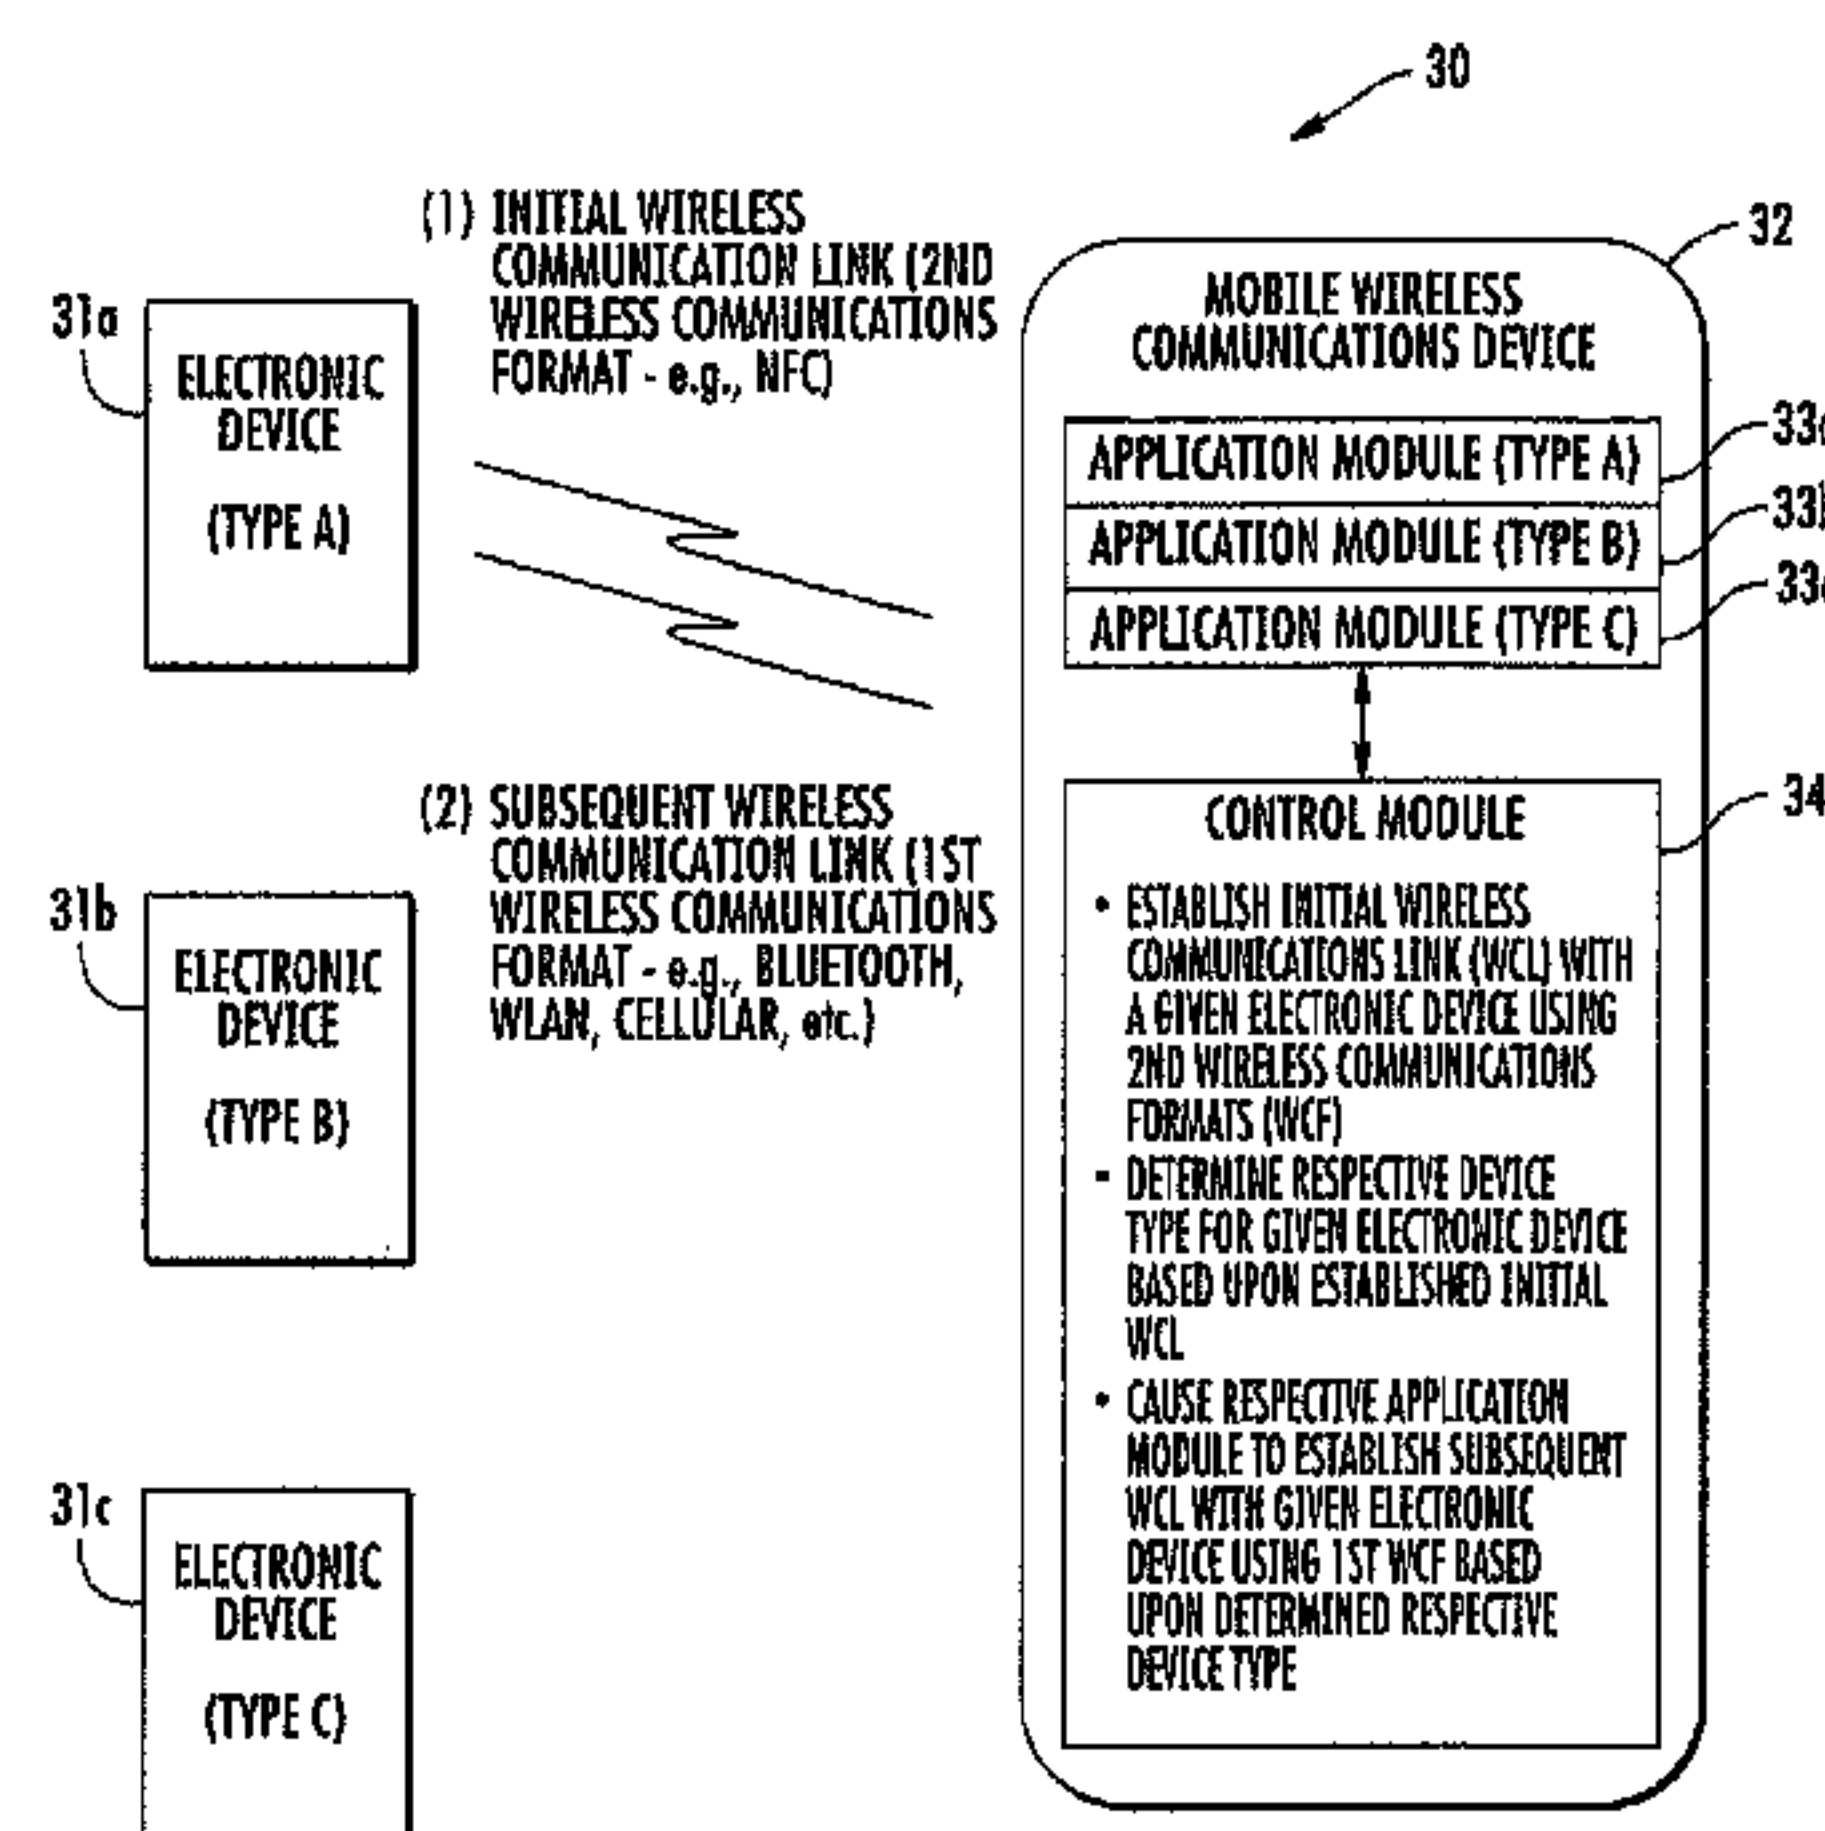 30
(1) INITIAL WIRELESS
COMMUNICATION LINK (2ND
WIRELESS COMMUNICATIONS
FORMAT - e.g., NFC)
31a
ELECTRONIC
DEVICE
(TYPE A)
(2) SUBSEQUENT WIRELESS
COMMUNICATION LINK (1ST
WIRELESS COMMUNICATIONS
FORMAT - e.g., BLUETOOTH,
WLAN, CELLULAR, etc.)
31b
ELECTRONIC
DEVICE
(TYPE B)
31c
ELECTRONIC
DEVICE
(TYPE C)
32
MOBILE WIRELESS
COMMUNICATIONS DEVICE
APPLICATION MODULE (TYPE A)
APPLICATION MODULE (TYPE B)
33b
APPLICATION MODULE (TYPE C)
34
CONTROL MODULE
• ESTABLISH INITIAL WIRELESS
COMMUNICATIONS LINK (WCL) WITH
A GIVEN ELECTRONIC DEVICE USING
2ND WIRELESS COMMUNICATIONS
FORMATS (WCF)
- DETERMINE RESPECTIVE DEVICE
TYPE FOR GIVEN ELECTRONIC DEVICE
BASED UPON ESTABLISHED INITIAL
WCL
• CAUSE RESPECTIVE APPLICATION
MODULE TO ESTABLISH SUBSEQUENT
WCL WITH GIVEN ELECTRONIC
DEVICE USING 1ST WCF BASED
UPON DETERMINED RESPECTIVE
DEVICE TYPE